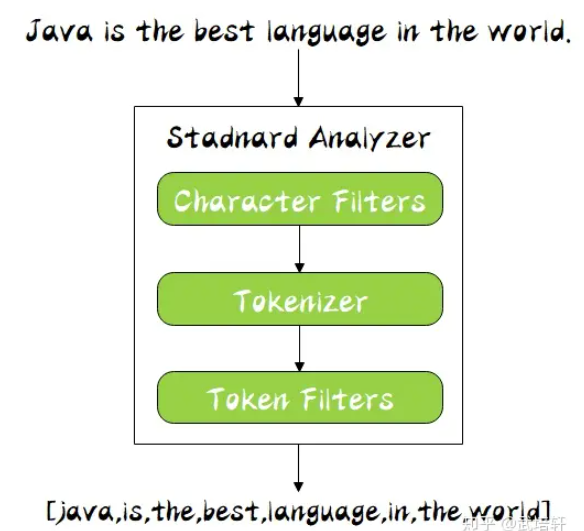 Java is the best language in the world.
Stadnard Analyzer
Character Filters
Tokenizer
Token Filters
[java,is,the,best,language,in,the,world]
知乎 @武培轩